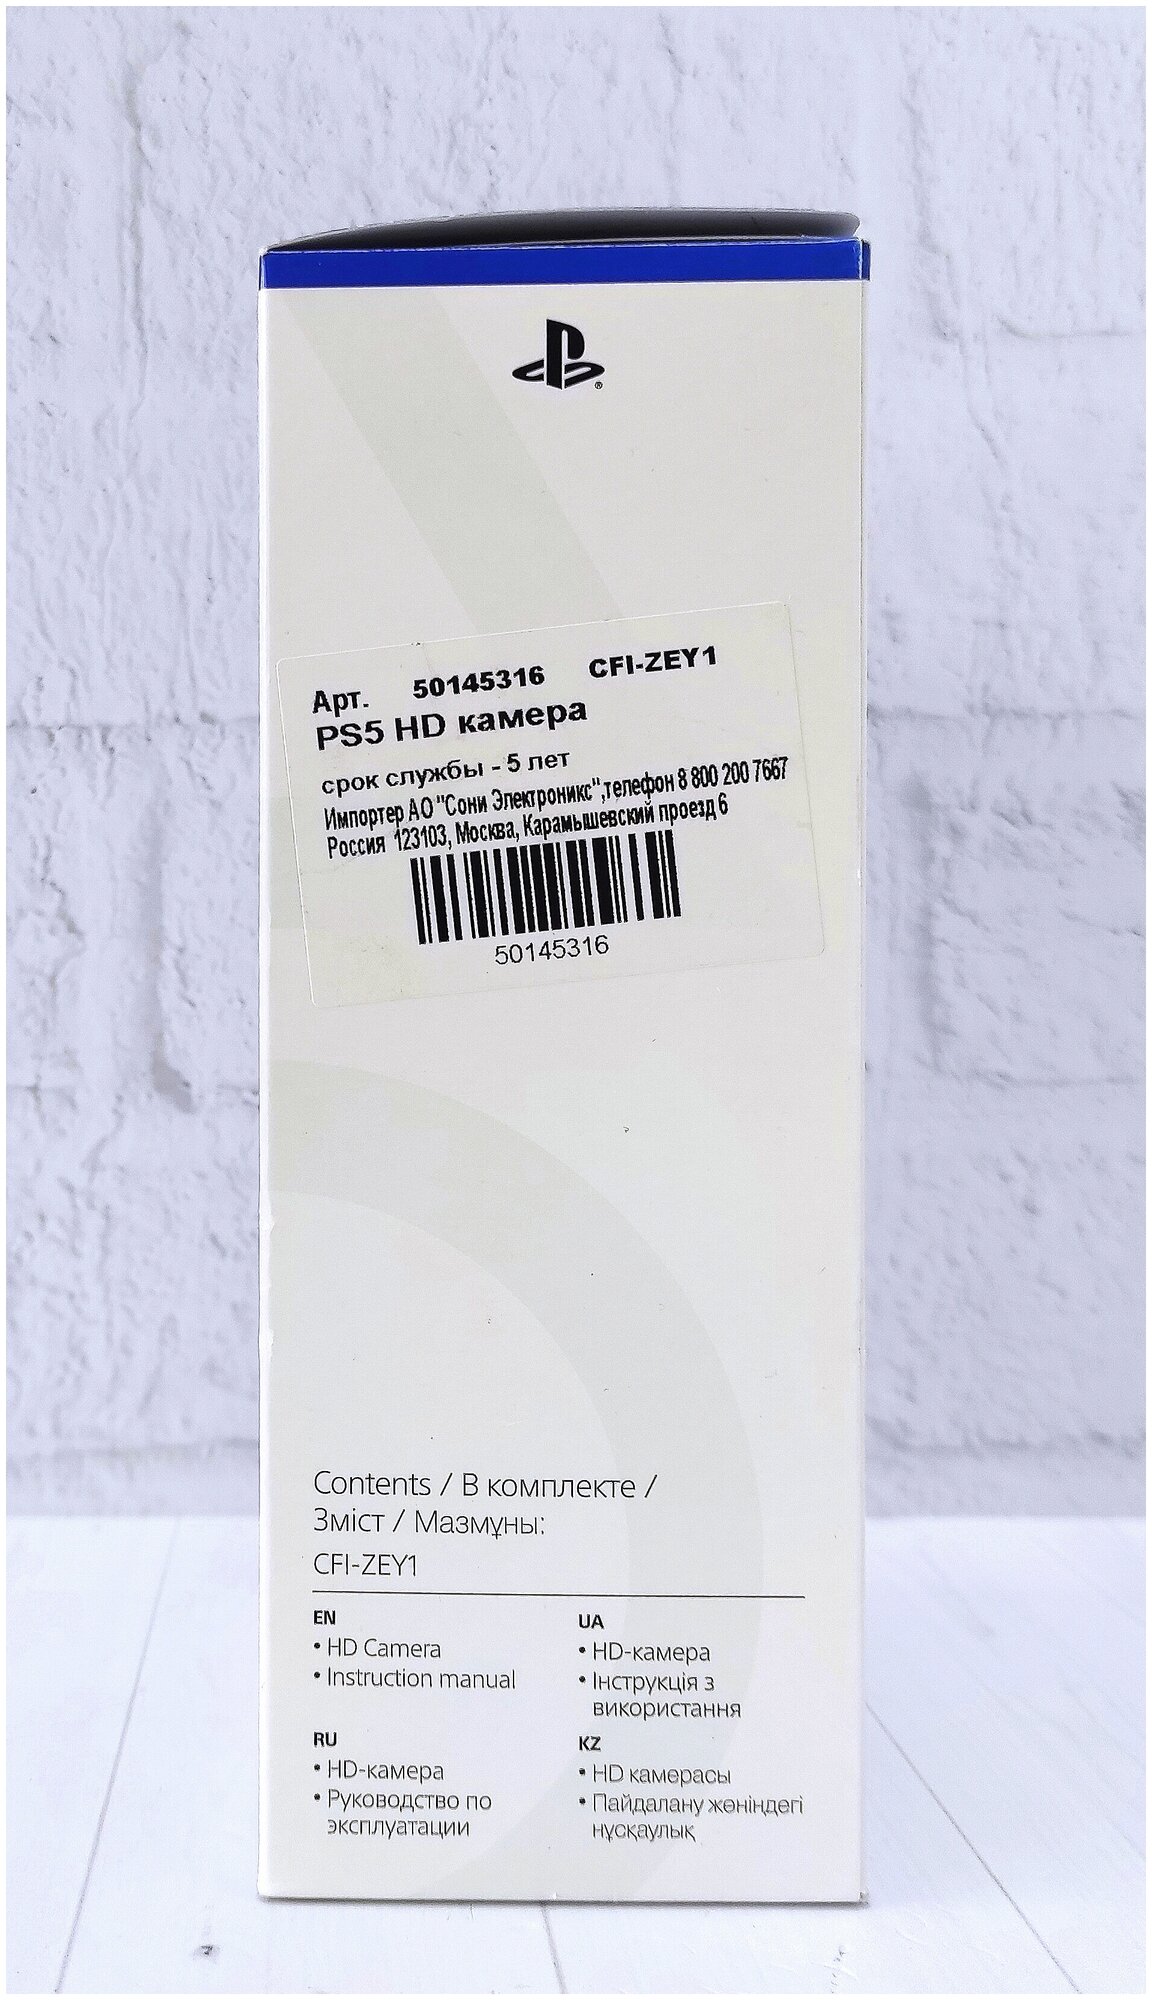 Арт. 50145316 CFI-ZEY1
PS5 HD камера
срок службы - 5 лет
Импортер АО "Сони Электроникс",телефон 8 800 200 7667
Россия 123103, Москва, Карамышевский проезд 6
50145316
Contents / В комплекте /
Зміст / Мазмұны:
CFI-ZEY1
EN
• HD Camera
• Instruction manual
RU
• HD-камера
• Руководство по
эксплуатации
UA
• HD-камера
• Інструкція з
використання
KZ
• HD камерасы
• Пайдалану жөніндегі
нұсқаулық